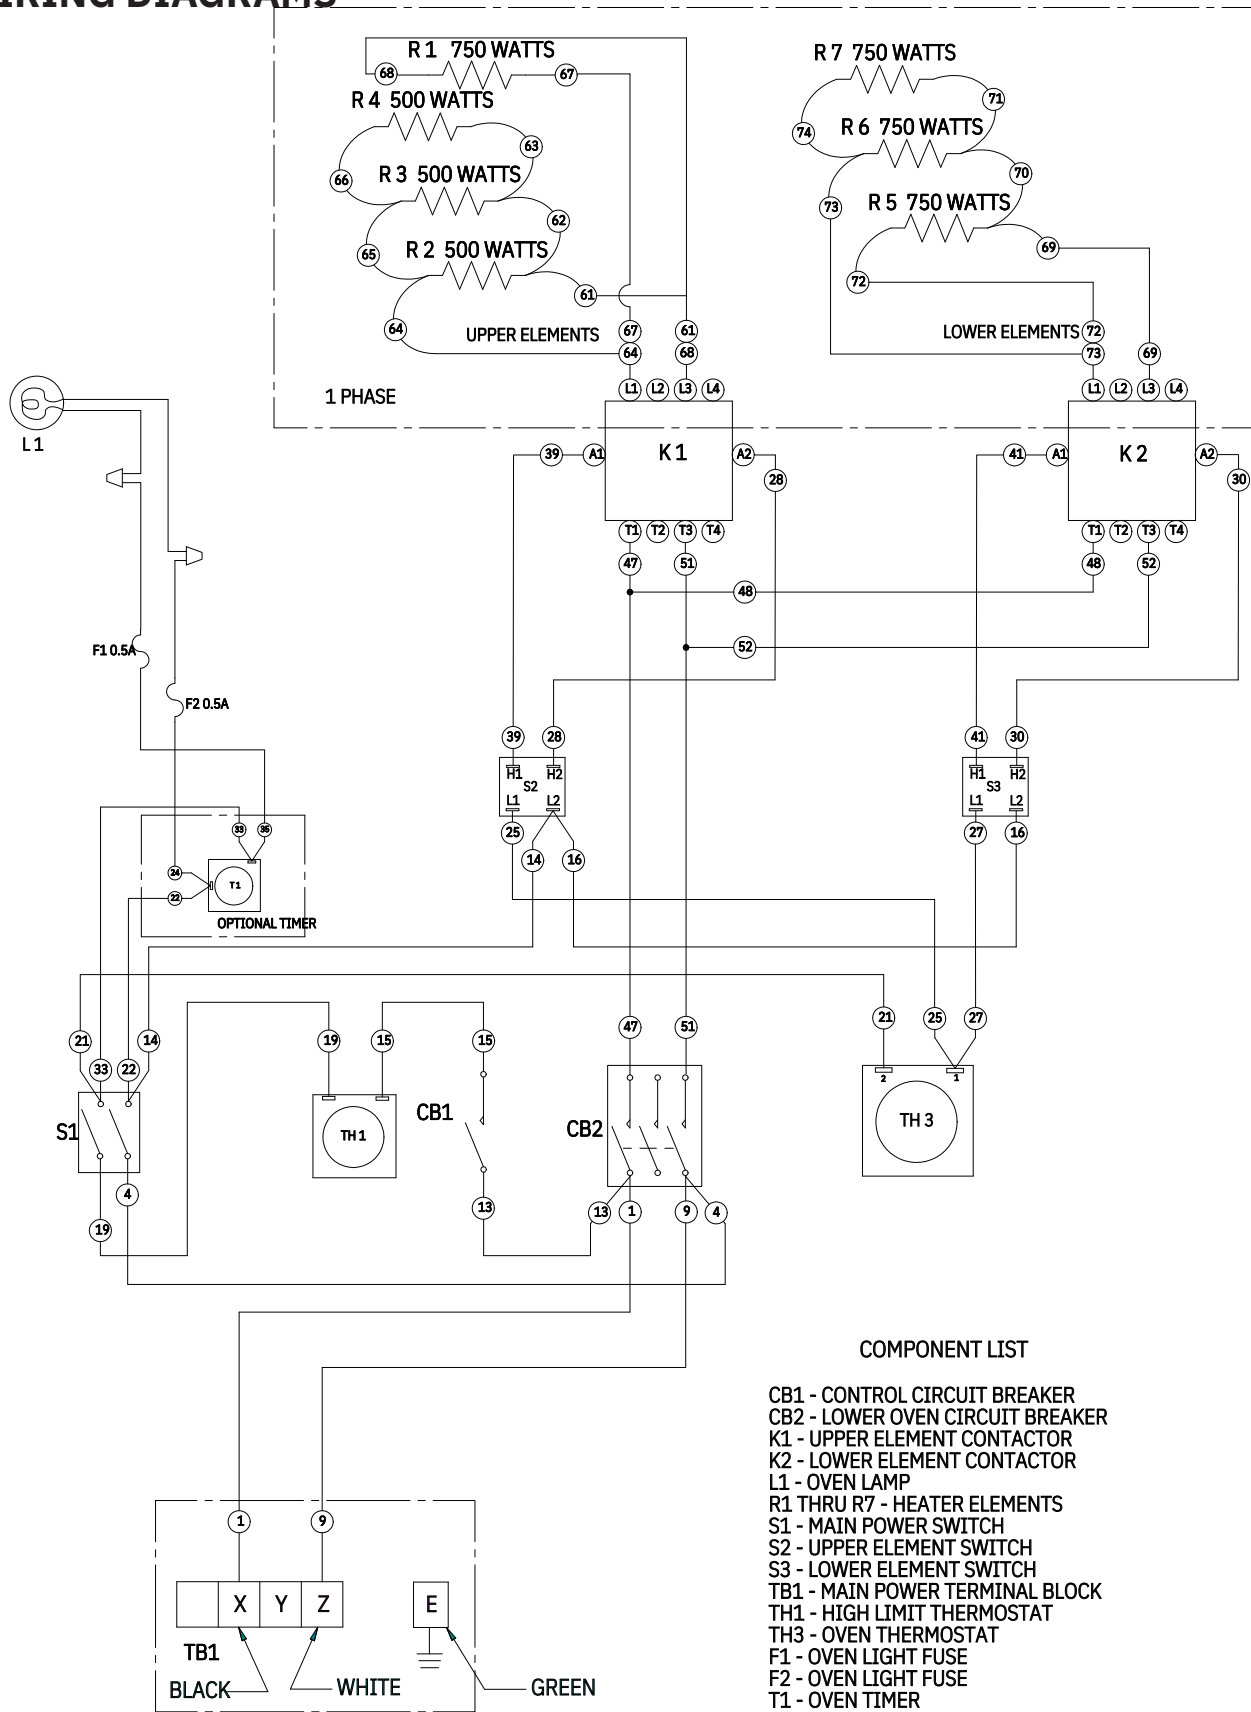 IRING DIAGRAMS
R 1 750 WATTS
68
67
R 4 500 WATTS
63
66
R 3 500 WATTS
62
65
R 2 500 WATTS
61
64
UPPER ELEMENTS
67
61
64
68
L1 L2 L3 L4
1 PHASE
R 7 750 WATTS
71
74
R 6 750 WATTS
70
73
R 5 750 WATTS
69
72
LOWER ELEMENTS
72
73
69
L1 L2 L3 L4
L 1
39 A1 K 1 A2
28
T1 T2 T3 T4
47 51
41 A1 K 2 A2
30
T1 T2 T3 T4
48 52
48
52
F1 0.5A
F2 0.5A
39 28
H1 H2
S2
L1 L2
25
14 16
41 30
H1 H2
S3
L1 L2
27 16
33 35
24
T 1
22
OPTIONAL TIMER
21 33 22 14
S1
4
19
19 15
TH 1
15
CB1
13
47 51
CB2
13 1 9 4
21 25 27
2 1
TH 3
1 9
X Y Z
E
TB1
BLACK
WHITE
GREEN
COMPONENT LIST
CB1 - CONTROL CIRCUIT BREAKER
CB2 - LOWER OVEN CIRCUIT BREAKER
K1 - UPPER ELEMENT CONTACTOR
K2 - LOWER ELEMENT CONTACTOR
L1 - OVEN LAMP
R1 THRU R7 - HEATER ELEMENTS
S1 - MAIN POWER SWITCH
S2 - UPPER ELEMENT SWITCH
S3 - LOWER ELEMENT SWITCH
TB1 - MAIN POWER TERMINAL BLOCK
TH1 - HIGH LIMIT THERMOSTAT
TH3 - OVEN THERMOSTAT
F1 - OVEN LIGHT FUSE
F2 - OVEN LIGHT FUSE
T1 - OVEN TIMER